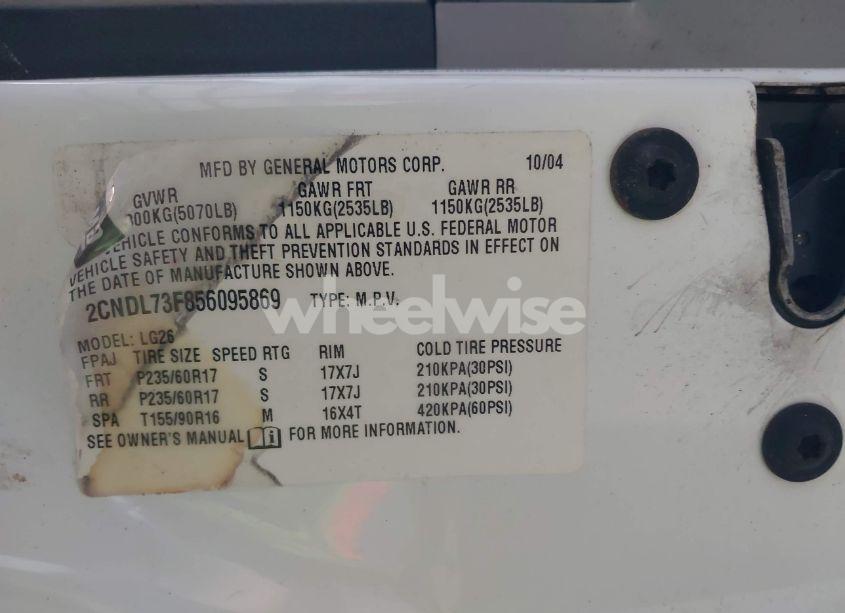 MFD BY GENERAL MOTORS CORP. 10/04
GVWR GAWR FRT GAWR RR
00KG(5070LB) 1150KG(2535LB) 1150KG(2535LB)
VEHICLE CONFORMS TO ALL APPLICABLE U.S. FEDERAL MOTOR
VEHICLE SAFETY AND THEFT PREVENTION STANDARDS IN EFFECT ON
THE DATE OF MANUFACTURE SHOWN ABOVE.
2CNDL73F856095869 TYPE: M.P.V.
wheelwise
MODEL: LG26
FPAJ TIRE SIZE SPEED RTG RIM COLD TIRE PRESSURE
FRT P235/60R17 S 17X7J 210KPA(30PSI)
RR P235/60R17 S 17X7J 210KPA(30PSI)
SPA T155/90R16 M 16X4T 420KPA(60PSI)
SEE OWNER'S MANUAL FOR MORE INFORMATION.